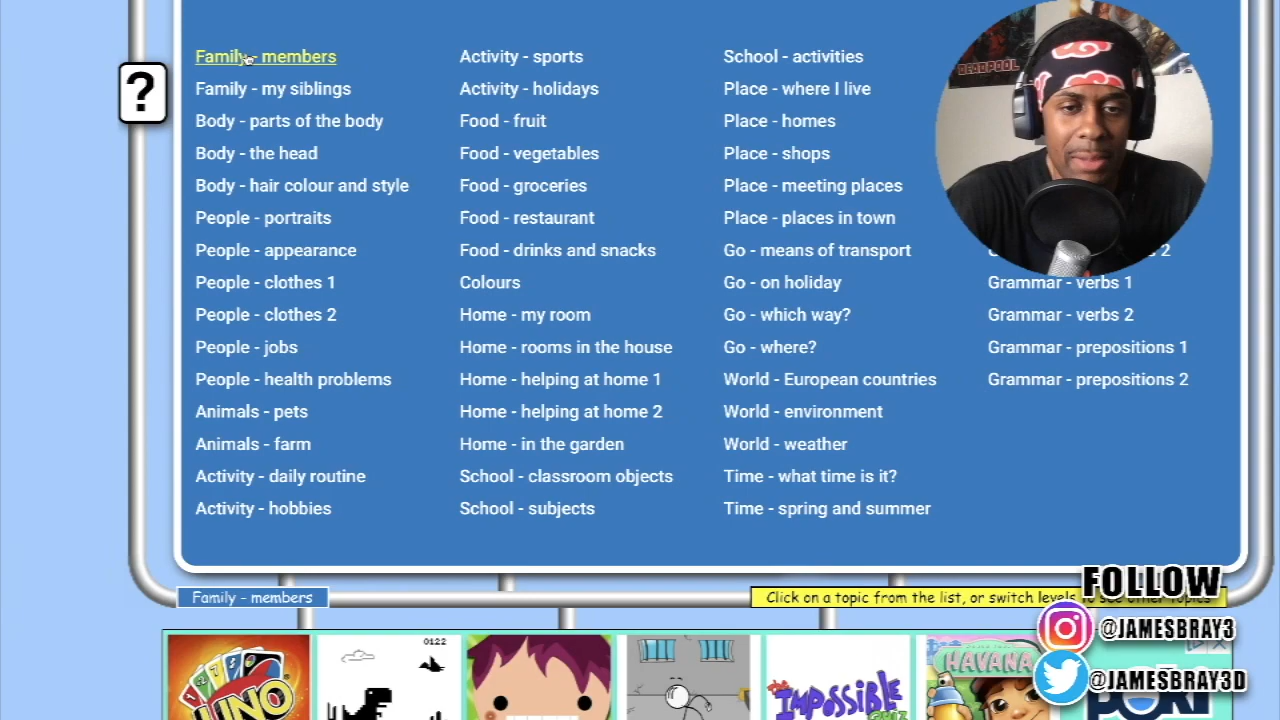 Family - members
Family - my siblings
Body - parts of the body
Body - the head
Body - hair colour and style
People - portraits
People - appearance
People - clothes 1
People - clothes 2
People - jobs
People - health problems
Animals - pets
Animals - farm
Activity - daily routine
Activity - hobbies
Activity - sports
Activity - holidays
Food - fruit
Food - vegetables
Food - groceries
Food - restaurant
Food - drinks and snacks
Colours
Home - my room
Home - rooms in the house
Home - helping at home 1
Home - helping at home 2
Home - in the garden
School - classroom objects
School - subjects
School - activities
Place - where I live
Place - homes
Place - shops
Place - meeting places
Place - places in town
Go - means of transport
Go - on holiday
Go - which way?
Go - where?
World - European countries
World - environment
World - weather
Time - what time is it?
Time - spring and summer
2
Grammar - verbs 1
Grammar - verbs 2
Grammar - prepositions 1
Grammar - prepositions 2
DEADPOOL
?
Family - members
Click on a topic from the list, or switch levels to see other topics
FOLLOW
@JAMESBRAY3
@JAMESBRAY3D
UNO
0122
the IMPOSSIBLE QUIZ
HAVANA
POKI